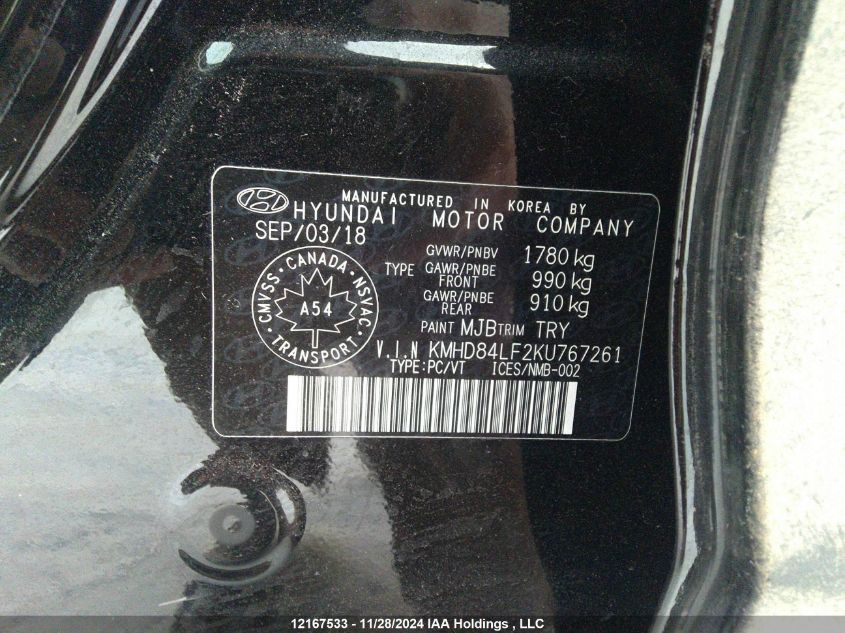 MANUFACTURED IN KOREA BY
HYUNDAI MOTOR COMPANY
SEP/03/18
GVWR/PNBV 1780 kg
TYPE GAWR/PNBE FRONT 990 kg
GAWR/PNBE REAR 910 kg
PAINT MJB TRIM TRY
CMVSS · CANADA · NSVAC · TRANSPORT ·
A54
V.I.N KMHD84LF2KU767261
TYPE:PC/VT ICES/NMB-002
12167533 - 11/28/2024 IAA Holdings , LLC